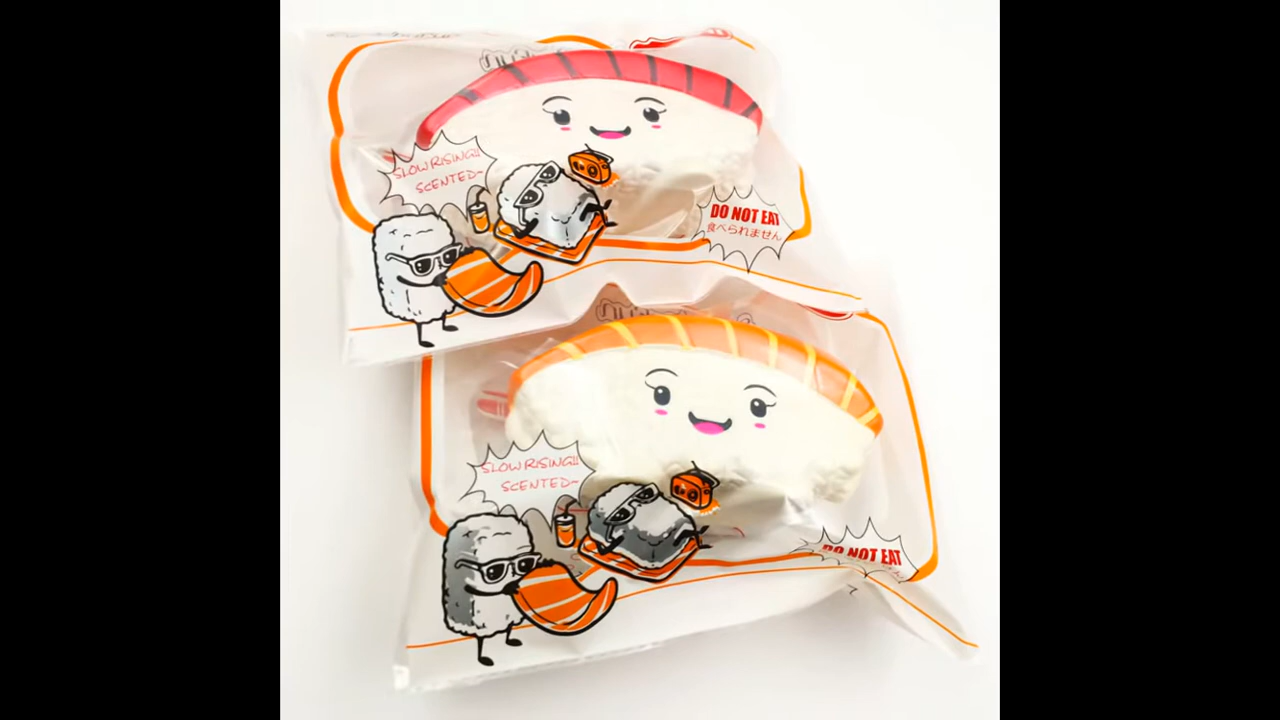 SLOW RISING!!
SCENTED~
DO NOT EAT
食べられません
SLOW RISING!!
SCENTED~
DO NOT EAT